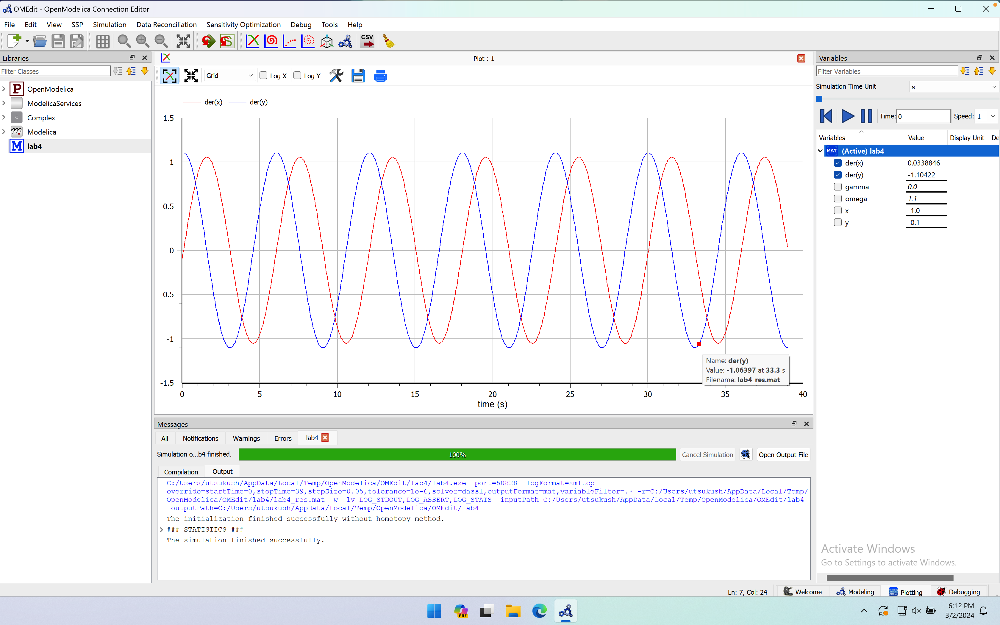 OMEdit - OpenModelica Connection Editor
File Edit View SSP Simulation Data Reconciliation Sensitivity Optimization Debug Tools Help
CSV
Libraries
Filter Classes
P OpenModelica
ModelicaServices
C Complex
Modelica
M lab4
Plot : 1
Grid Log X Log Y
der(x) der(y)
1.5
1
0.5
0
-0.5
-1
-1.5
0 5 10 15 20 25 30 35 40
time (s)
Name: der(y)
Value: -1.06397 at 33.3 s
Filename: lab4_res.mat
Messages
All Notifications Warnings Errors lab4
Simulation o...b4 finished. 100% Cancel Simulation Open Output File
Compilation Output
C:/Users/utsukush/AppData/Local/Temp/OpenModelica/OMEdit/lab4/lab4.exe -port=50828 -logFormat=xmltcp -
override=startTime=0,stopTime=39,stepSize=0.05,tolerance=1e-6,solver=dassl,outputFormat=mat,variableFilter=.* -r=C:/Users/utsukush/AppData/Local/Temp/
OpenModelica/OMEdit/lab4/lab4_res.mat -w -lv=LOG_STDOUT,LOG_ASSERT,LOG_STATS -inputPath=C:/Users/utsukush/AppData/Local/Temp/OpenModelica/OMEdit/lab4
-outputPath=C:/Users/utsukush/AppData/Local/Temp/OpenModelica/OMEdit/lab4
The initialization finished successfully without homotopy method.
### STATISTICS ###
The simulation finished successfully.
Variables
Filter Variables
Simulation Time Unit s
Time: 0 Speed: 1
Variables Value Display Unit De
MAT (Active) lab4
der(x) 0.0338846
der(y) -1.10422
gamma 0.0
omega 1.1
x -1.0
y -0.1
Activate Windows
Go to Settings to activate Windows.
Ln: 7, Col: 24 Welcome Modeling Plotting Debugging
PRE
6:12 PM
3/2/2024